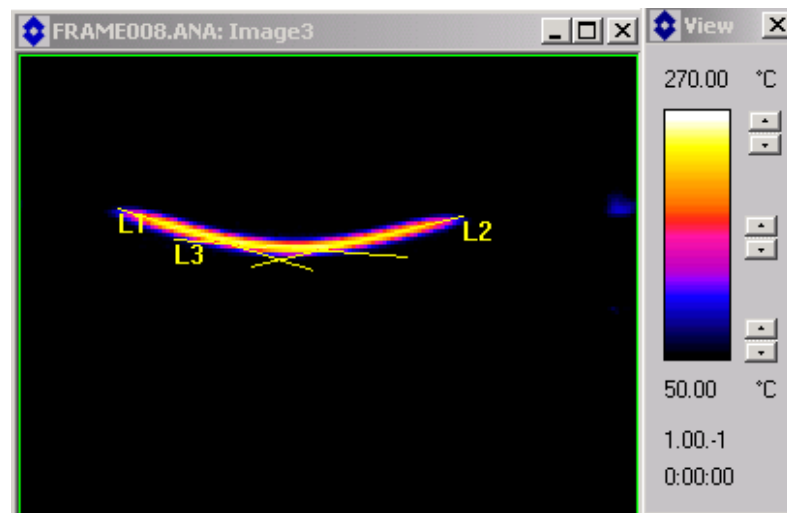 FRAME008.ANA: Image3
L1
L2
L3
View
270.00 °C
50.00 °C
1.00.-1
0:00:00